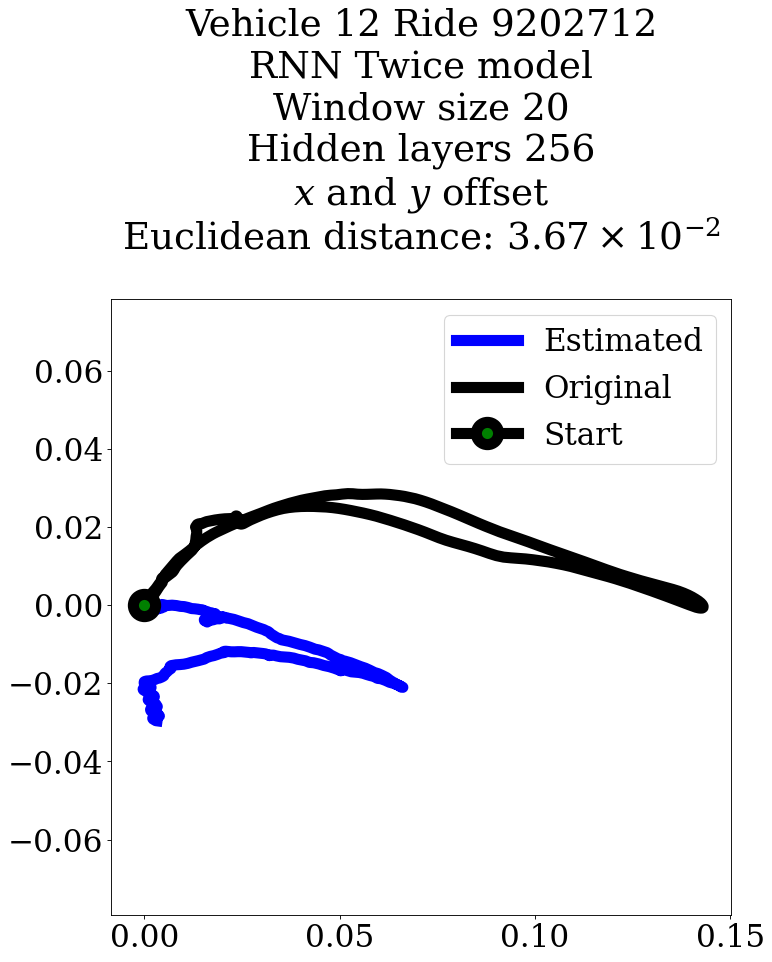 Vehicle 12 Ride 9202712
RNN Twice model
Window size 20
Hidden layers 256
x and y offset
Euclidean distance: 3.67 × 10⁻²
Estimated
Original
Start
0.06
0.04
0.02
0.00
−0.02
−0.04
−0.06
0.00 0.05 0.10 0.15